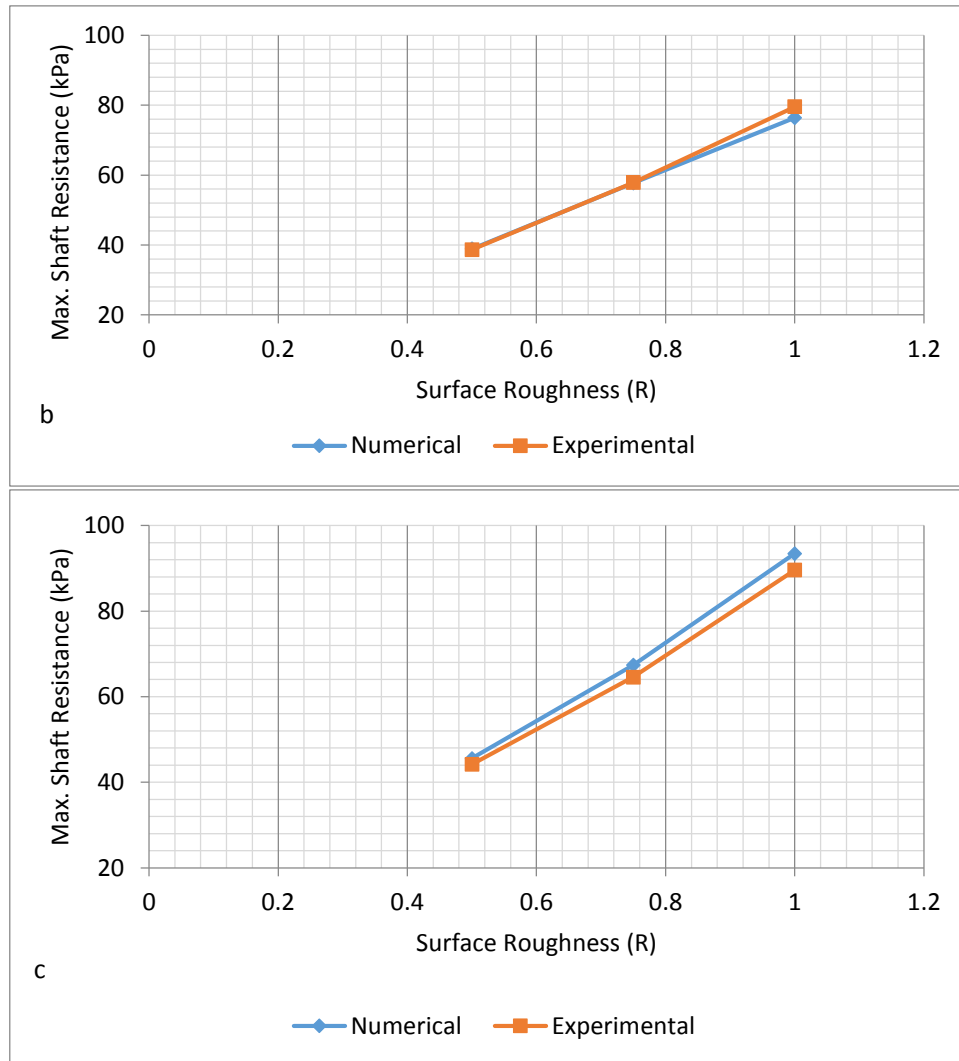 100
80
60
40
20
0 0.2 0.4 0.6 0.8 1 1.2
Max. Shaft Resistance (kPa)
Surface Roughness (R)
b
Numerical Experimental
100
80
60
40
20
0 0.2 0.4 0.6 0.8 1 1.2
Max. Shaft Resistance (kPa)
Surface Roughness (R)
c
Numerical Experimental